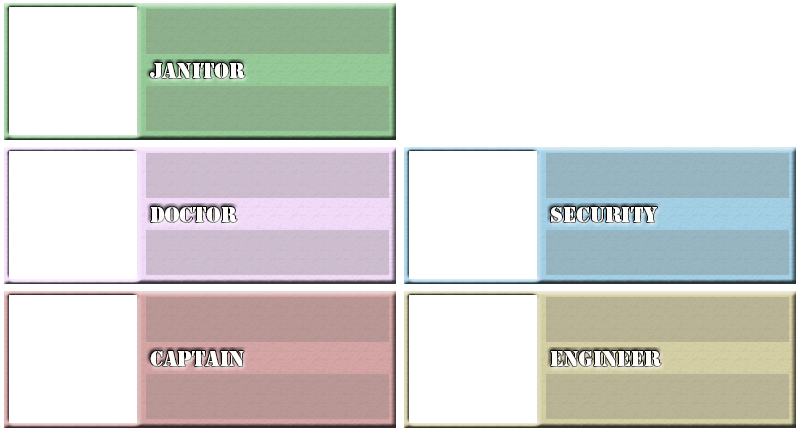 JANITOR
DOCTOR
SECURITY
CAPTAIN
ENGINEER